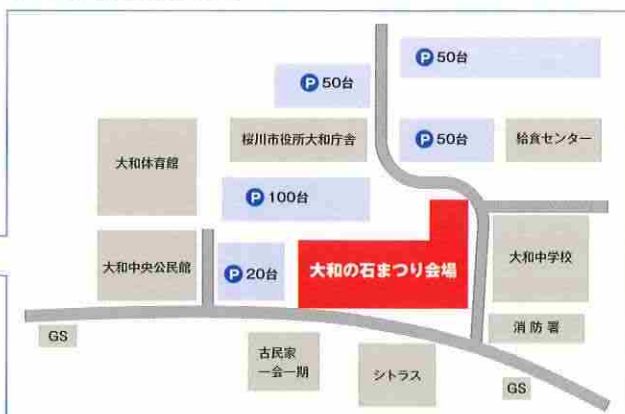 P 50台
P 50台
桜川市役所大和庁舎
P 50台
給食センター
大和体育館
P 100台
大和中央公民館
P 20台
大和の石まつり会場
大和中学校
消防署
GS
古民家
一会一期
シトラス
GS